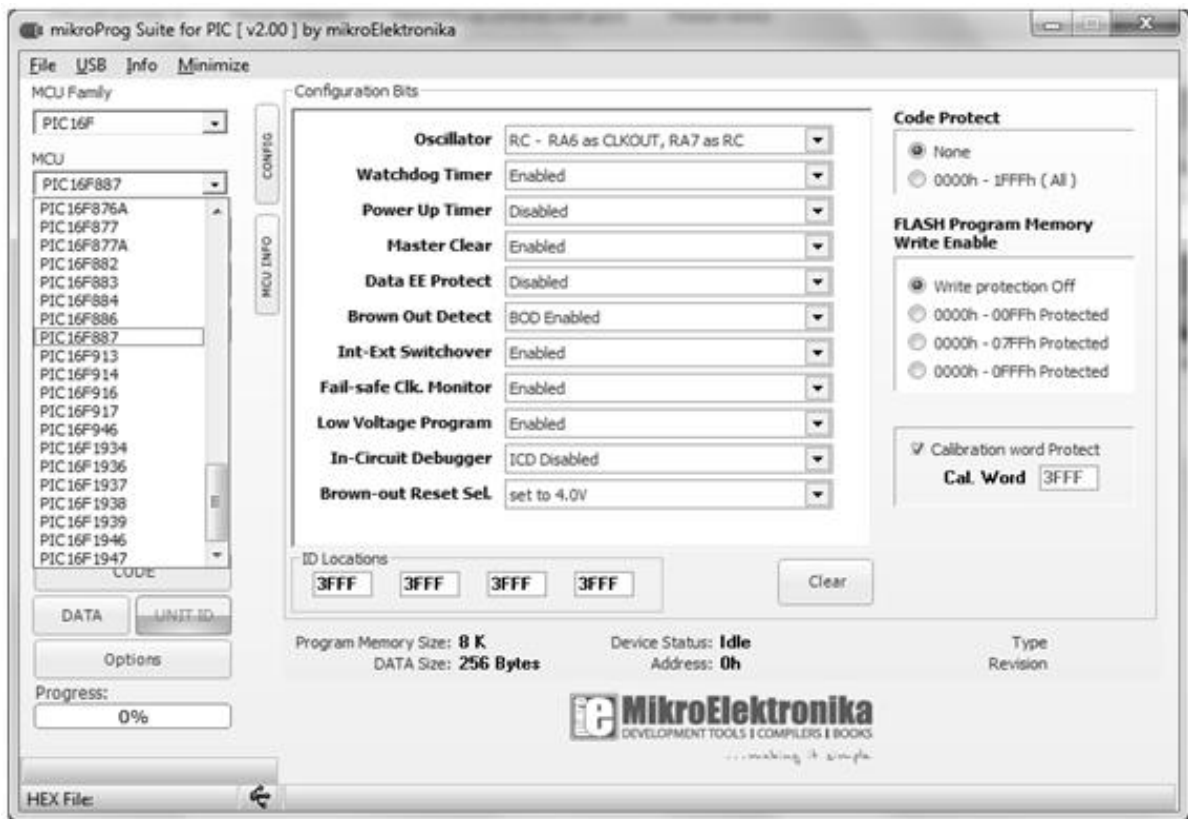 mikroProg Suite for PIC [ v2.00 ] by mikroElektronika
File USB Info Minimize
MCU Family
PIC16F
MCU
PIC16F887
PIC16F876A
PIC16F877
PIC16F877A
PIC16F882
PIC16F883
PIC16F884
PIC16F886
PIC16F887
PIC16F913
PIC16F914
PIC16F916
PIC16F917
PIC16F946
PIC16F1934
PIC16F1936
PIC16F1937
PIC16F1938
PIC16F1939
PIC16F1946
PIC16F1947
CODE
DATA UNIT ID
Options
Progress:
0%
CONFIG
MCU INFO
Configuration Bits
Oscillator RC - RA6 as CLKOUT, RA7 as RC
Watchdog Timer Enabled
Power Up Timer Disabled
Master Clear Enabled
Data EE Protect Disabled
Brown Out Detect BOD Enabled
Int-Ext Switchover Enabled
Fail-safe Clk. Monitor Enabled
Low Voltage Program Enabled
In-Circuit Debugger ICD Disabled
Brown-out Reset Sel. set to 4.0V
Code Protect
None
0000h - 1FFFh ( All )
FLASH Program Memory
Write Enable
Write protection Off
0000h - 00FFh Protected
0000h - 07FFh Protected
0000h - 0FFFh Protected
Calibration word Protect
Cal. Word 3FFF
ID Locations
3FFF 3FFF 3FFF 3FFF
Clear
Program Memory Size: 8 K Device Status: Idle Type
DATA Size: 256 Bytes Address: 0h Revision
MikroElektronika
DEVELOPMENT TOOLS | COMPILERS | BOOKS
...making it simple
HEX File: